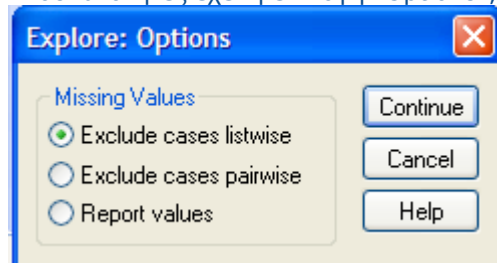 Explore: Options
Missing Values
Exclude cases listwise
Exclude cases pairwise
Report values
Continue
Cancel
Help